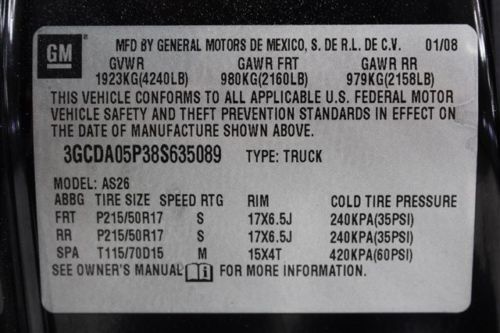 GM MFD BY GENERAL MOTORS DE MEXICO, S. DE R.L. DE C.V. 01/08
GVWR GAWR FRT GAWR RR
1923KG(4240LB) 980KG(2160LB) 979KG(2158LB)
THIS VEHICLE CONFORMS TO ALL APPLICABLE U.S. FEDERAL MOTOR
VEHICLE SAFETY AND THEFT PREVENTION STANDARDS IN EFFECT ON
THE DATE OF MANUFACTURE SHOWN ABOVE.
3GCDA05P38S635089 TYPE: TRUCK
MODEL: AS26
ABBG TIRE SIZE SPEED RTG RIM COLD TIRE PRESSURE
FRT P215/50R17 S 17X6.5J 240KPA(35PSI)
RR P215/50R17 S 17X6.5J 240KPA(35PSI)
SPA T115/70D15 M 15X4T 420KPA(60PSI)
SEE OWNER'S MANUAL FOR MORE INFORMATION.